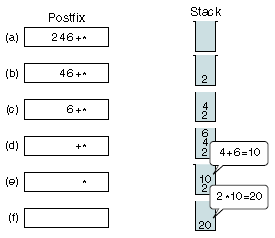 Postfix Stack
(a) 246+*
(b) 46+* 2
(c) 6+* 4
2
(d) +* 6
4
2
4+6=10
(e) * 10
2
2*10=20
(f) 20